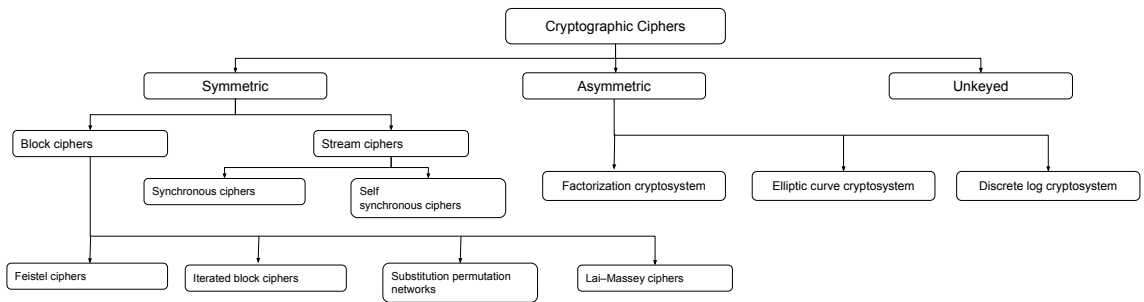 Cryptographic Ciphers
Symmetric
Asymmetric
Unkeyed
Block ciphers
Stream ciphers
Synchronous ciphers
Self
synchronous ciphers
Factorization cryptosystem
Elliptic curve cryptosystem
Discrete log cryptosystem
Feistel ciphers
Iterated block ciphers
Substitution permutation
networks
Lai–Massey ciphers